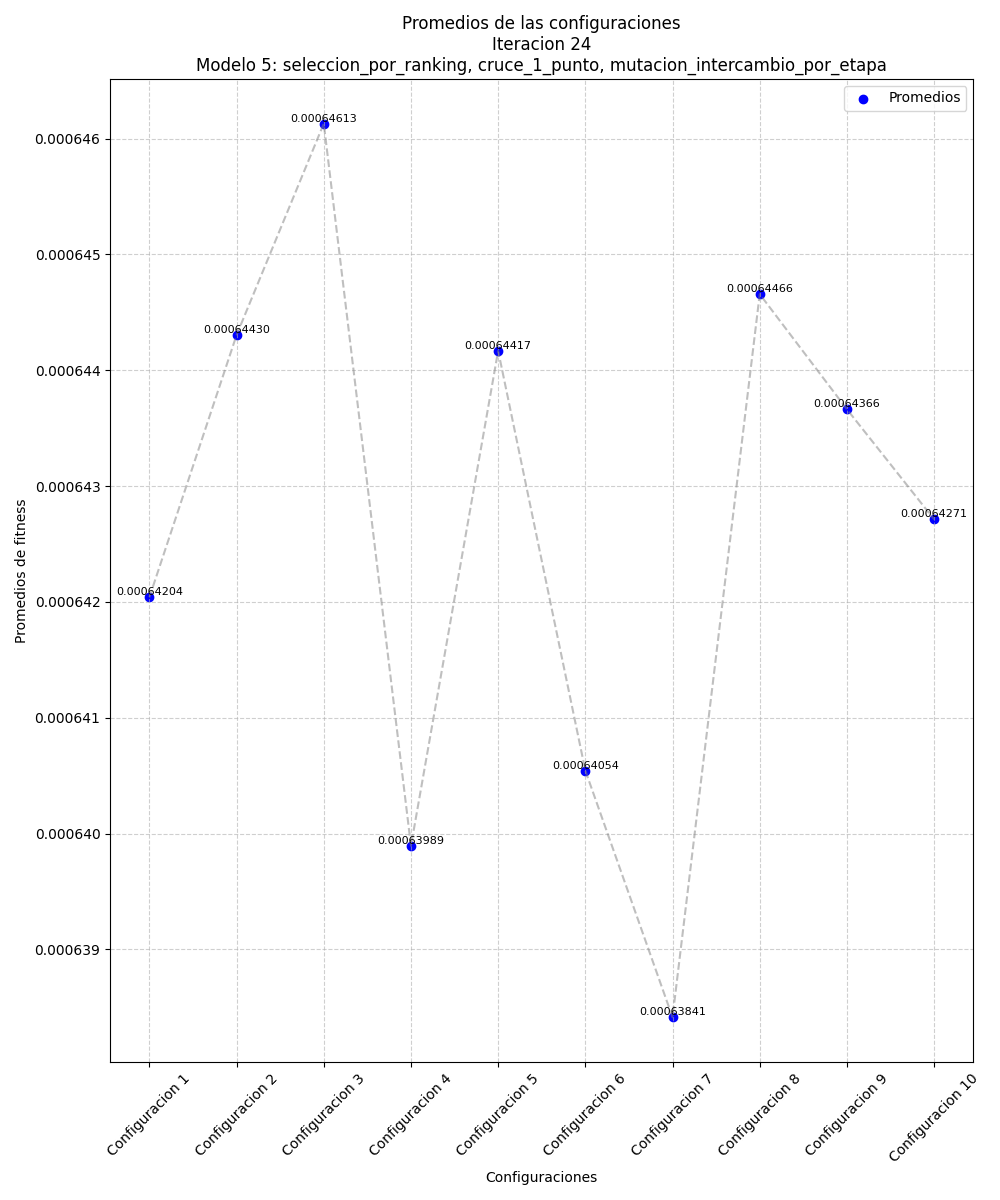 Promedios de las configuraciones
Iteracion 24
Modelo 5: seleccion_por_ranking, cruce_1_punto, mutacion_intercambio_por_etapa
Promedios
0.000646
0.000645
0.000644
0.000643
0.000642
0.000641
0.000640
0.000639
Promedios de fitness
0.00064204
0.00064430
0.00064613
0.00063989
0.00064417
0.00064054
0.00063841
0.00064466
0.00064366
0.00064271
Configuracion 1
Configuracion 2
Configuracion 3
Configuracion 4
Configuracion 5
Configuracion 6
Configuracion 7
Configuracion 8
Configuracion 9
Configuracion 10
Configuraciones